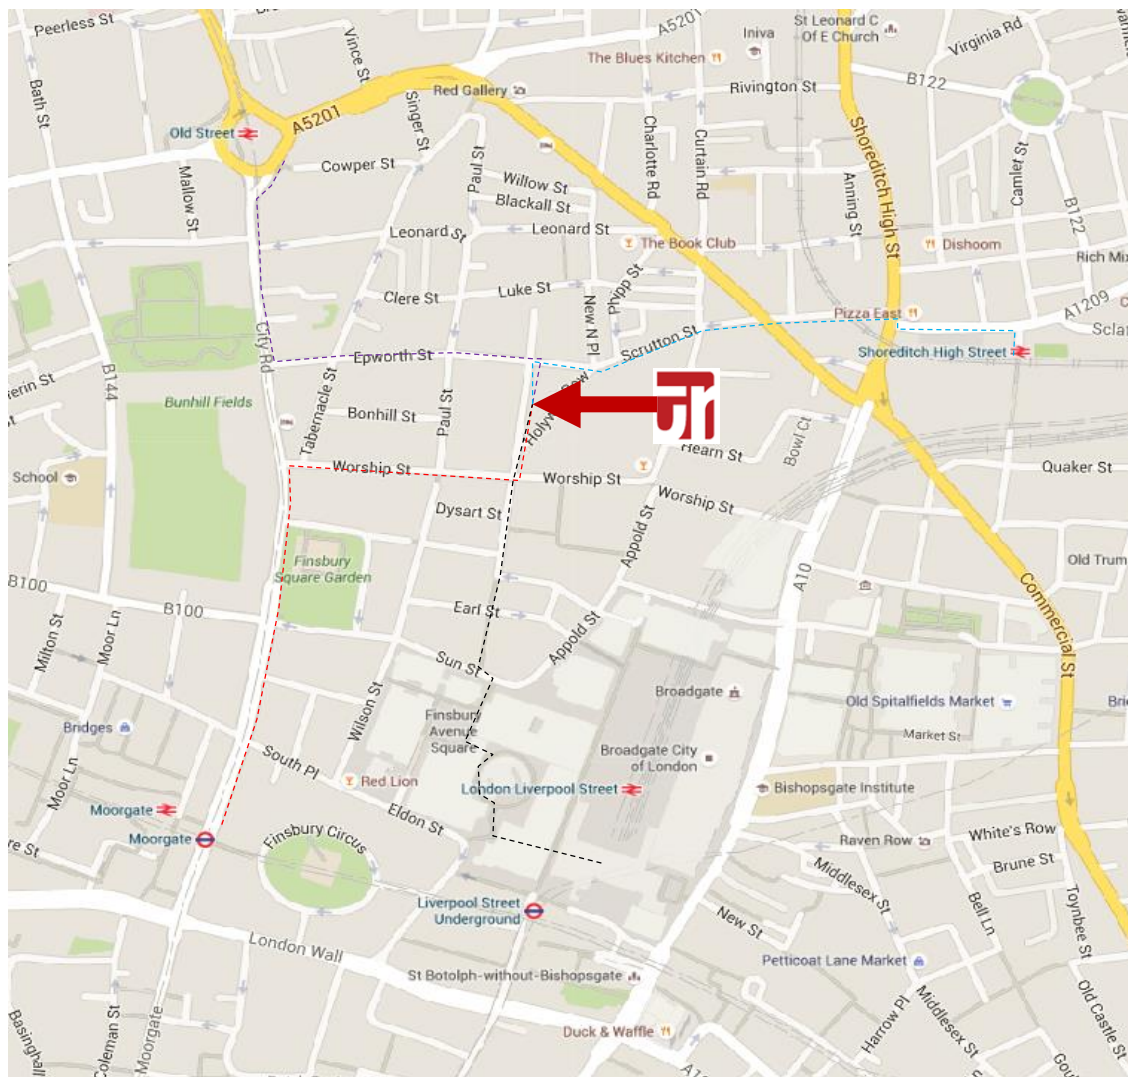 Peerless St
A5201
St Leonard C
Of E Church
Iniva
Virginia Rd
The Blues Kitchen
Vince St
Bath St
B122
Rivington St
Red Gallery
Singer St
A5201
Old Street
Charlotte Rd
Curtain Rd
Shoreditch High St
Camlet St
Cowper St
Paul St
Mallow St
Willow St
Blackall St
Anning St
B122
Leonard St
Leonard St
The Book Club
Dishoom
Rich Mix
Phipp St
Clere St
Luke St
New N Pl
A1209
Pizza East
City Rd
Scrutton St
Epworth St
Shoreditch High Street
B144
Bunhill Fields
Tabernacle St
Bonhill St
Paul St
Hearn St
Bowl Ct
Worship St
Worship St
School
Quaker St
Worship St
Dysart St
Appold St
Finsbury
Square Garden
A10
Old Trum
B100
B100
Commercial St
Milton St
Moor Ln
Earl St
Appold St
Sun St
Broadgate
Old Spitalfields Market
Wilson St
Finsbury
Avenue
Square
Bridges
Market St
South Pl
Broadgate City
of London
Moor Ln
Red Lion
London Liverpool Street
Bishopsgate Institute
Moorgate
Eldon St
Moorgate
Finsbury Circus
White's Row
Raven Row
Brune St
Middlesex St
Toynbee St
Liverpool Street
Underground
Bell Ln
New St
London Wall
Petticoat Lane Market
St Botolph-without-Bishopsgate
Old Castle St
Middlesex St
Harrow Pl
Coleman St
Moorgate
Duck & Waffle